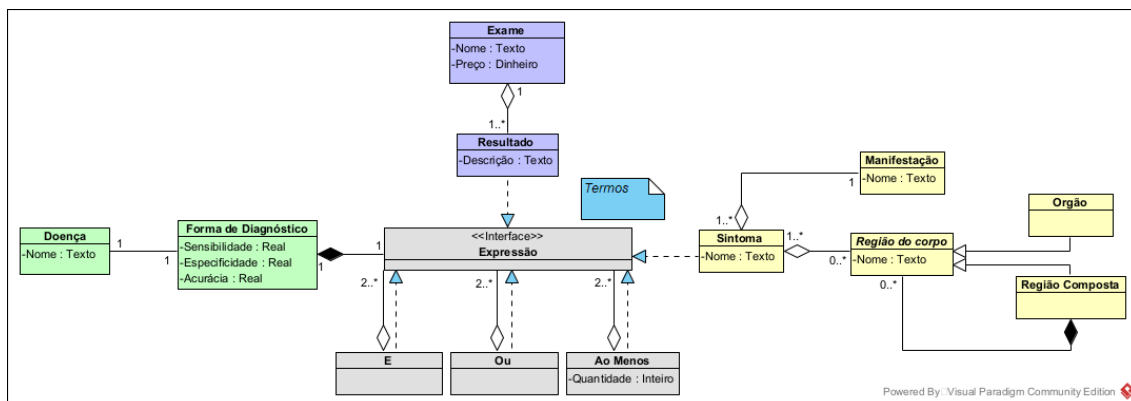 Exame
-Nome : Texto
-Preço : Dinheiro
1
1..*
Resultado
-Descrição : Texto
Termos
Manifestação
-Nome : Texto
1
1..*
Orgão
Doença
-Nome : Texto
1
1
Forma de Diagnóstico
-Sensibilidade : Real
-Especificidade : Real
-Acurácia : Real
1
1
<<Interface>>
Expressão
Sintoma
-Nome : Texto
1..*
0..*
Região do corpo
-Nome : Texto
0..*
Região Composta
2..*
2..*
2..*
E
Ou
Ao Menos
-Quantidade : Inteiro
Powered By Visual Paradigm Community Edition